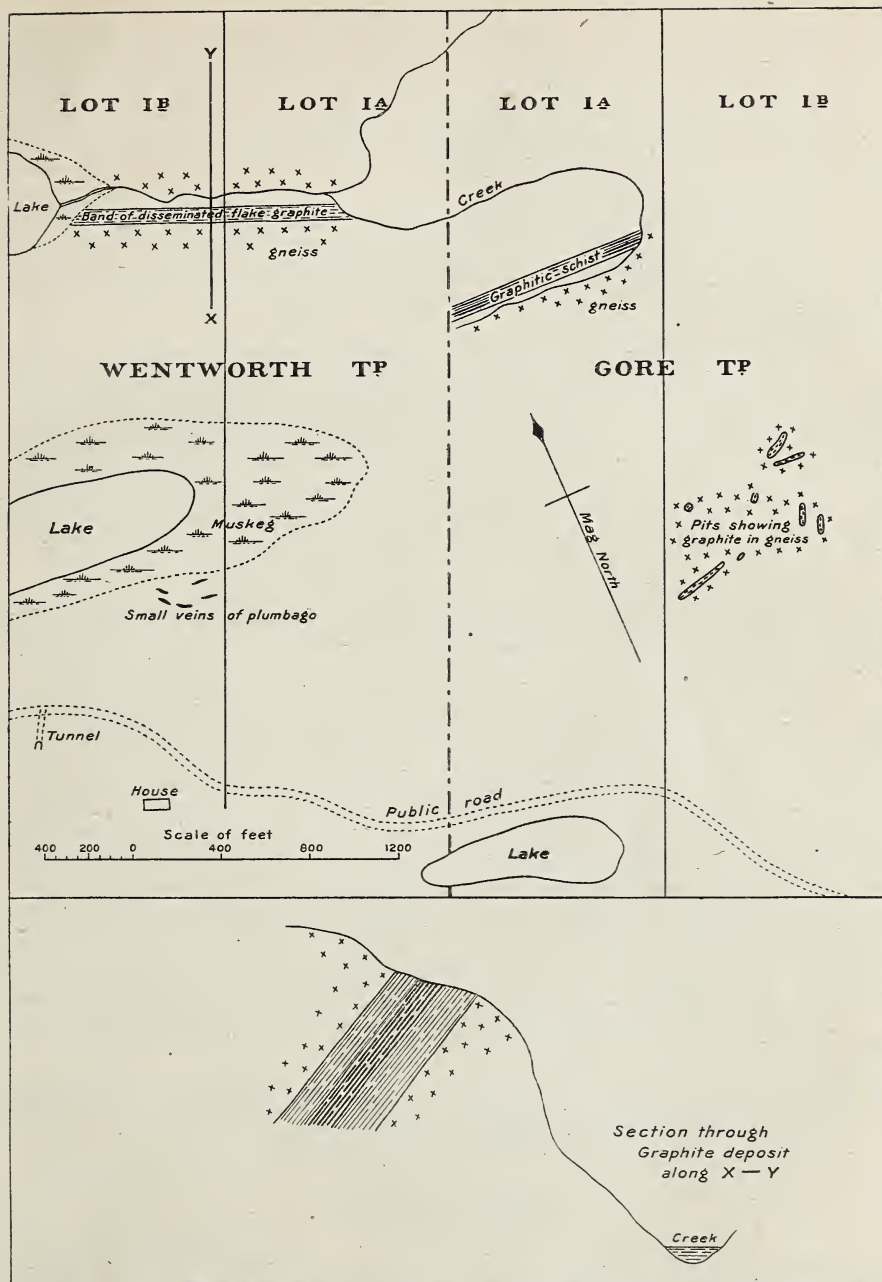 Y
LOT 1B
LOT 1A
LOT 1A
LOT 1B
Creek
Lake
Band of disseminated flake graphite
gneiss
Graphitic-schist
gneiss
X
WENTWORTH TP
GORE TP
Mag North
Lake
Muskeg
Pits showing
graphite in gneiss
Small veins of plumbago
Tunnel
House
Public road
Scale of feet
400 200 0 400 800 1200
Lake
Section through
Graphite deposit
along X — Y
Creek